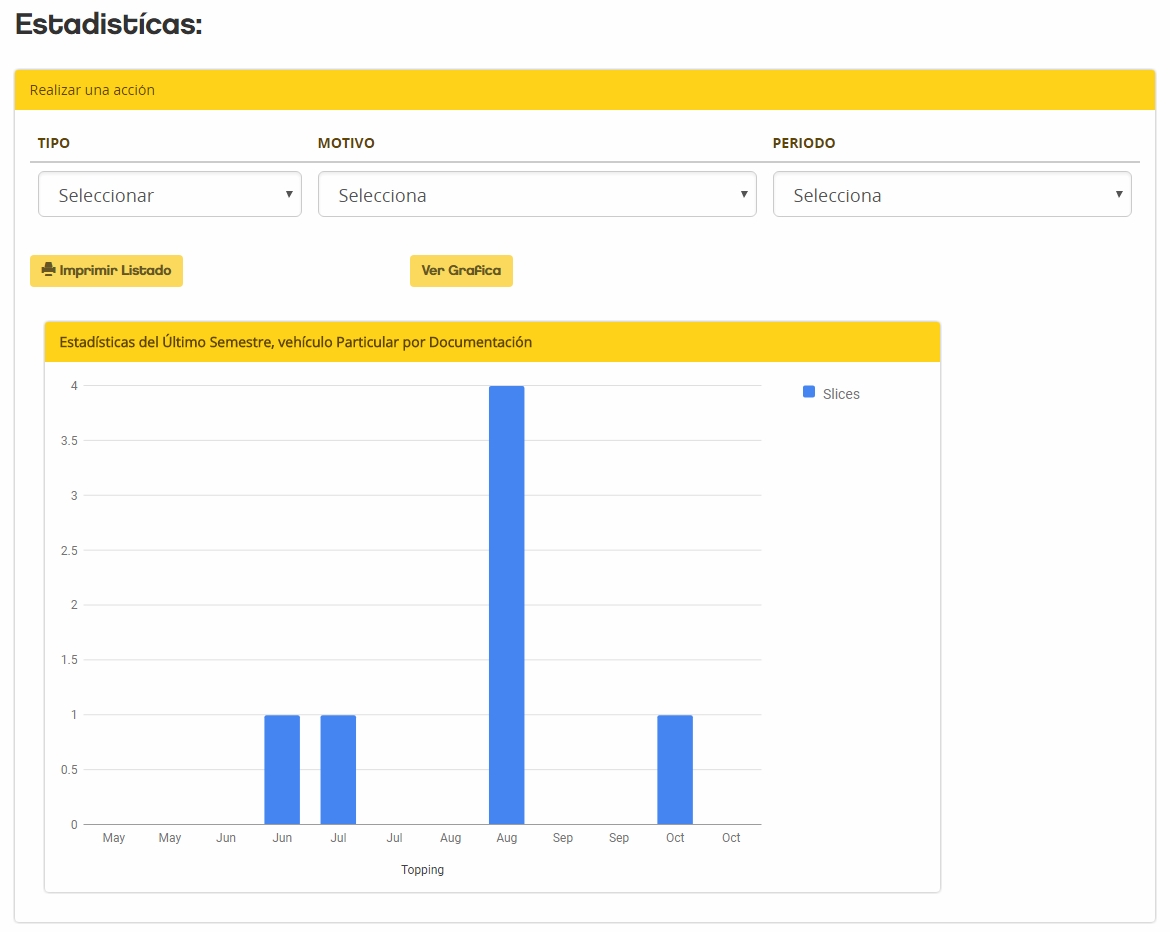 Estadistícas:
Realizar una acción
TIPO MOTIVO PERIODO
Seleccionar Selecciona Selecciona
Imprimir Listado Ver Grafica
Estadísticas del Último Semestre, vehículo Particular por Documentación
Slices
4
3.5
3
2.5
2
1.5
1
0.5
0
May May Jun Jun Jul Jul Aug Aug Sep Sep Oct Oct
Topping